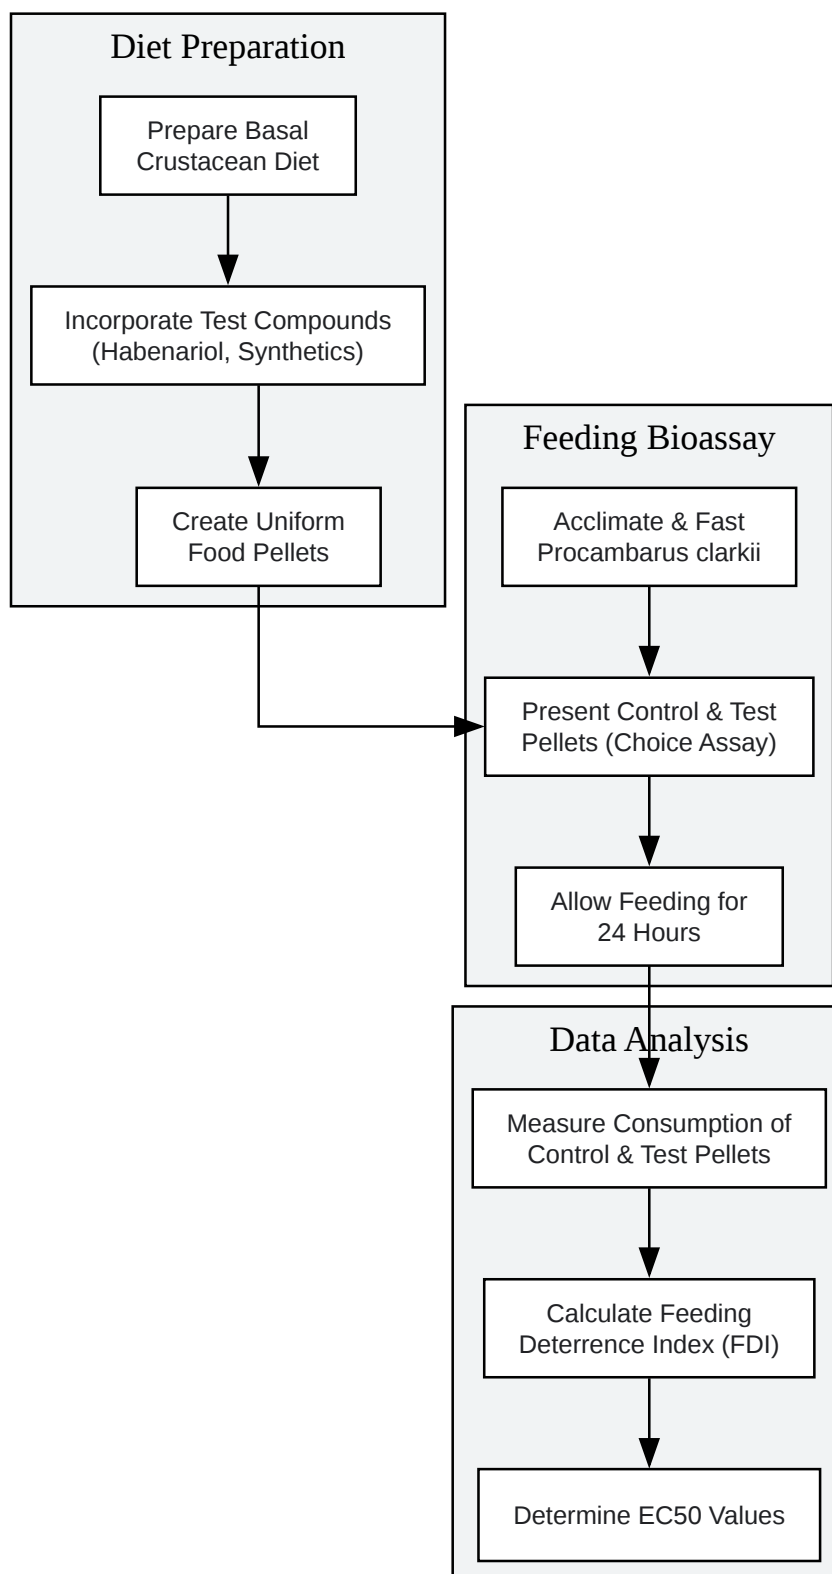 Diet Preparation
Prepare Basal
Crustacean Diet
Incorporate Test Compounds
(Habenariol, Synthetics)
Create Uniform
Food Pellets
Feeding Bioassay
Acclimate & Fast
Procambarus clarkii
Present Control & Test
Pellets (Choice Assay)
Allow Feeding for
24 Hours
Data Analysis
Measure Consumption of
Control & Test Pellets
Calculate Feeding
Deterrence Index (FDI)
Determine EC50 Values